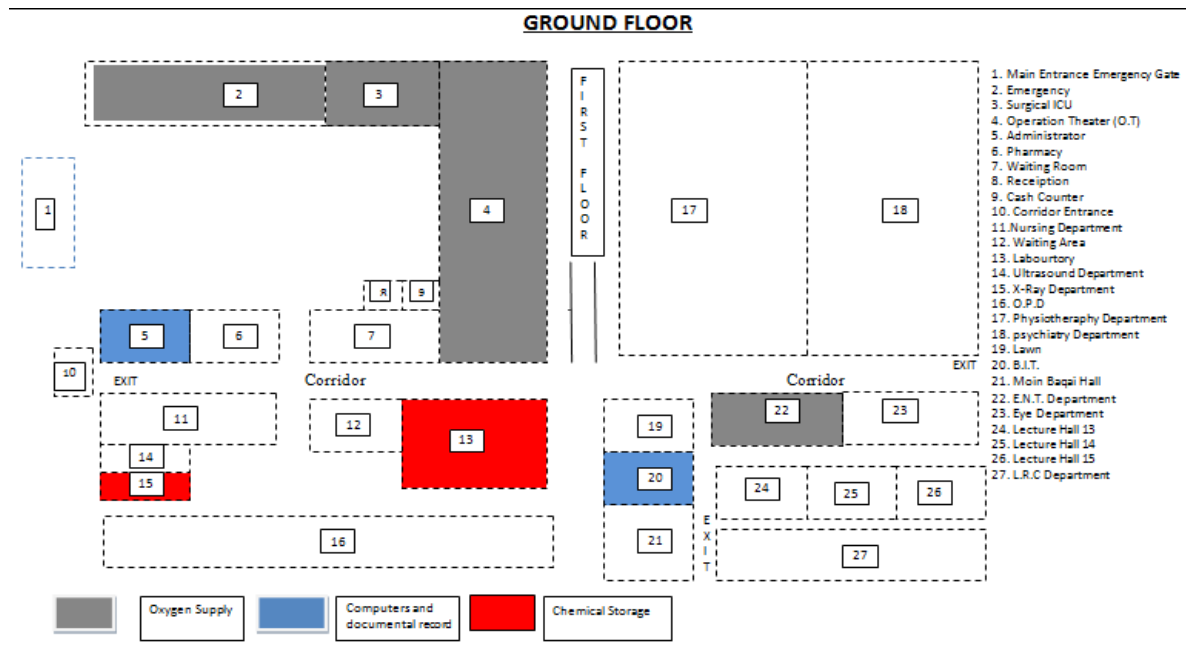 GROUND FLOOR
2
3
FIRST FLOOR
1
4
17
18
8
9
5
6
7
10
EXIT
Corridor
EXIT
Corridor
11
12
13
14
15
16
19
20
21
22
23
24
25
26
EXIT
27
1. Main Entrance Emergency Gate
2. Emergency
3. Surgical ICU
4. Operation Theater (O.T)
5. Administrator
6. Pharmacy
7. Waiting Room
8. Receiption
9. Cash Counter
10. Corridor Entrance
11.Nursing Department
12. Waiting Area
13. Labourtory
14. Ultrasound Department
15. X-Ray Department
16. O.P.D
17. Physiotheraphy Department
18. psychiatry Department
19. Lawn
20. B.I.T.
21. Moin Baqai Hall
22. E.N.T. Department
23. Eye Department
24. Lecture Hall 13
25. Lecture Hall 14
26. Lecture Hall 15
27. L.R.C Department
Oxygen Supply
Computers and
documental record
Chemical Storage